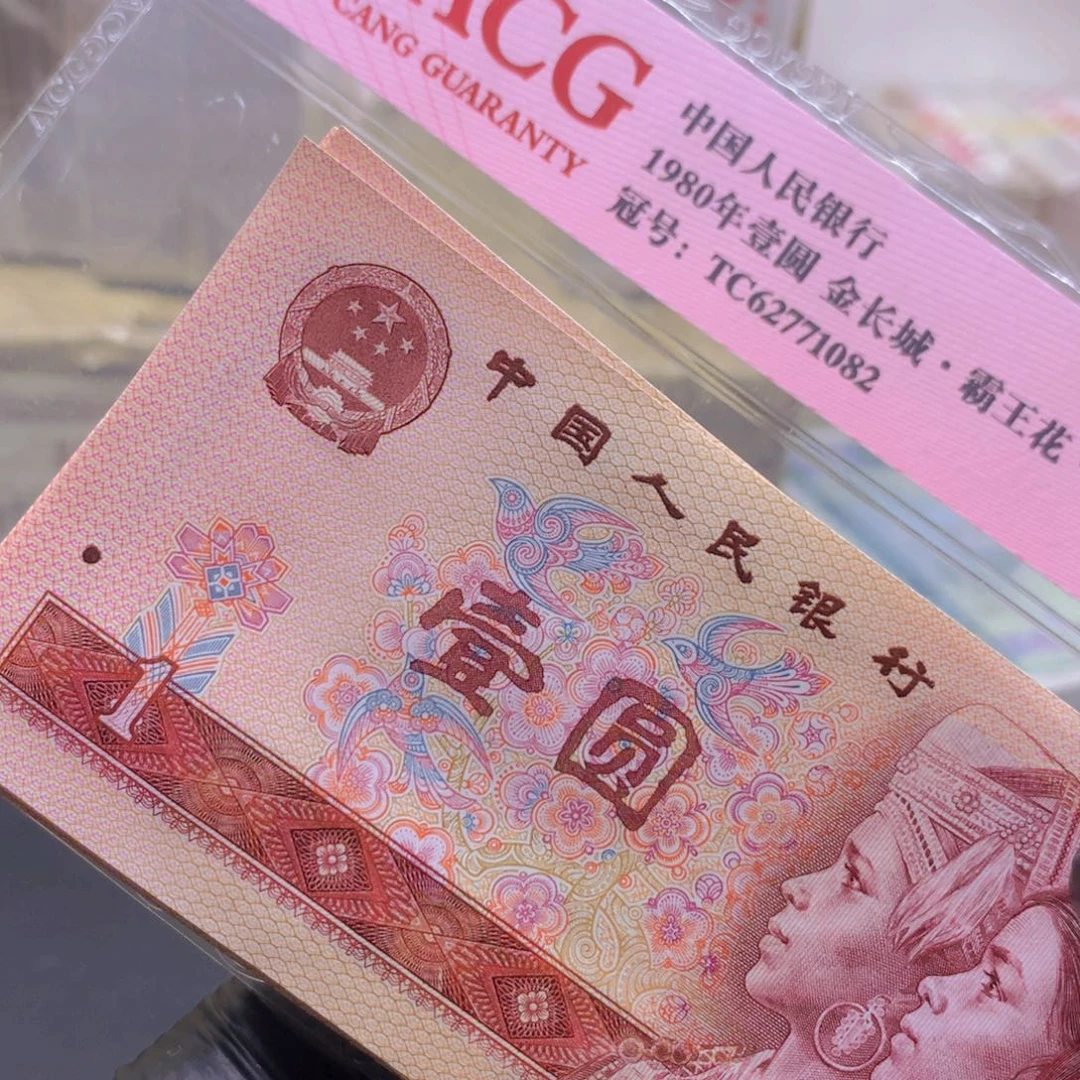 CG
CANG GUARANTY
中国人民银行
1980年壹圆 金长城·霸王花
冠号：TC62771082
中国人民银行
壹圆
1